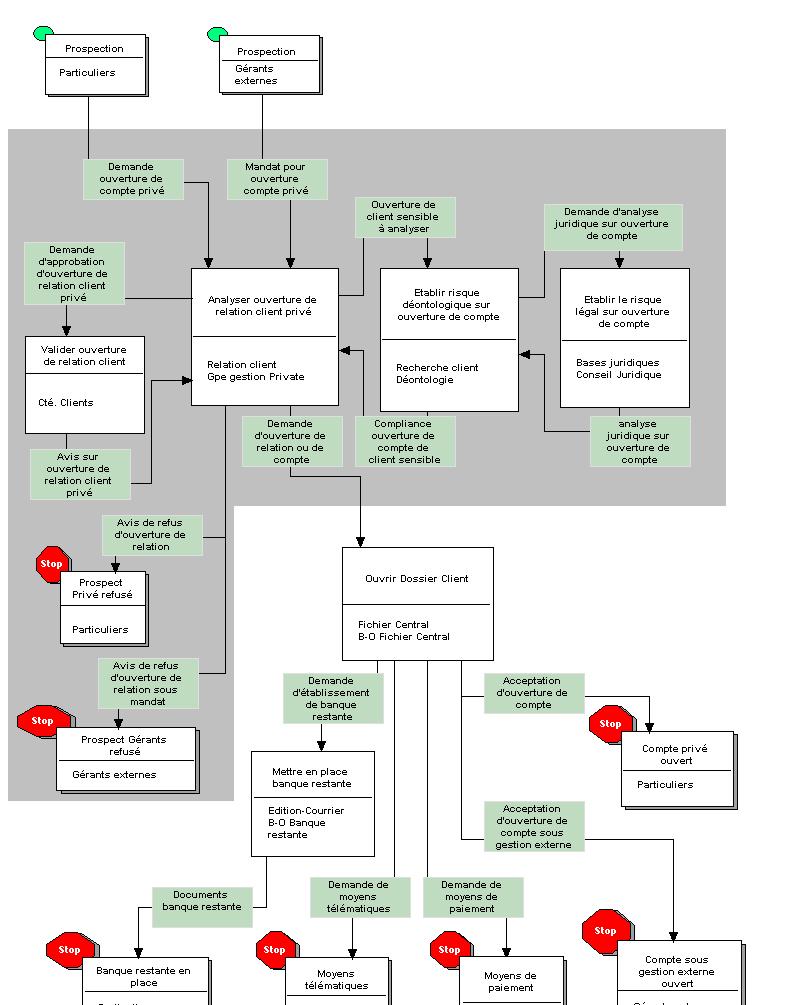 Prospection
Particuliers
Prospection
Gérants
externes
Demande
ouverture de
compte privé
Mandat pour
ouverture
compte privé
Ouverture de
client sensible
à analyser
Demande d'analyse
juridique sur ouverture
de compte
Demande
d'approbation
d'ouverture de
relation client
privé
Analyser ouverture de
relation client privé
Relation client
Gpe gestion Private
Etablir risque
déontologique sur
ouverture de compte
Recherche client
Déontologie
Etablir le risque
légal sur ouverture
de compte
Bases juridiques
Conseil Juridique
Valider ouverture
de relation client
Cté. Clients
Avis sur
ouverture de
relation client
privé
Demande
d'ouverture de
relation ou de
compte
Compliance
ouverture de
compte de
client sensible
analyse
juridique sur
ouverture de
compte
Avis de refus
d'ouverture de
relation
Stop
Prospect
Privé refusé
Particuliers
Ouvrir Dossier Client
Fichier Central
B-O Fichier Central
Avis de refus
d'ouverture de
relation sous
mandat
Stop
Prospect Gérants
refusé
Gérants externes
Demande
d'établissement
de banque
restante
Acceptation
d'ouverture de
compte
Stop
Compte privé
ouvert
Particuliers
Mettre en place
banque restante
Edition-Courrier
B-O Banque
restante
Acceptation
d'ouverture de
compte sous
gestion externe
Documents
banque restante
Demande de
moyens
télématiques
Demande de
moyens de
paiement
Stop
Banque restante en
place
Stop
Moyens
télématiques
Stop
Moyens de
paiement
Stop
Compte sous
gestion externe
ouvert